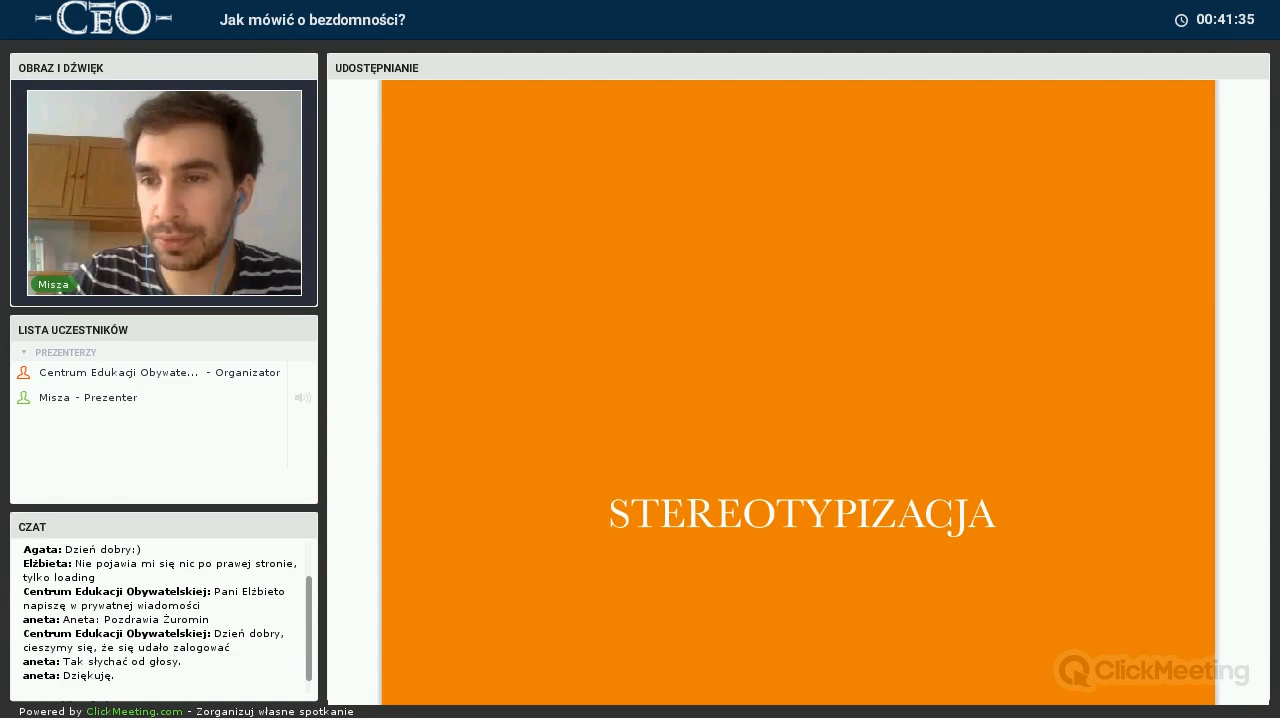 CEO
Jak mówić o bezdomności?
00:41:35
OBRAZ I DŹWIĘK
Misza
LISTA UCZESTNIKÓW
PREZENTERZY
Centrum Edukacji Obywate... - Organizator
Misza - Prezenter
CZAT
Agata: Dzień dobry:)
Elżbieta: Nie pojawia mi się nic po prawej stronie,
tylko loading
Centrum Edukacji Obywatelskiej: Pani Elżbieto
napiszę w prywatnej wiadomości
aneta: Aneta: Pozdrawia Żuromin
Centrum Edukacji Obywatelskiej: Dzień dobry,
cieszymy się, że się udało zalogować
aneta: Tak słychać od głosy.
aneta: Dziękuję.
UDOSTĘPNIANIE
STEREOTYPIZACJA
ClickMeeting
Powered by ClickMeeting.com - Zorganizuj własne spotkanie